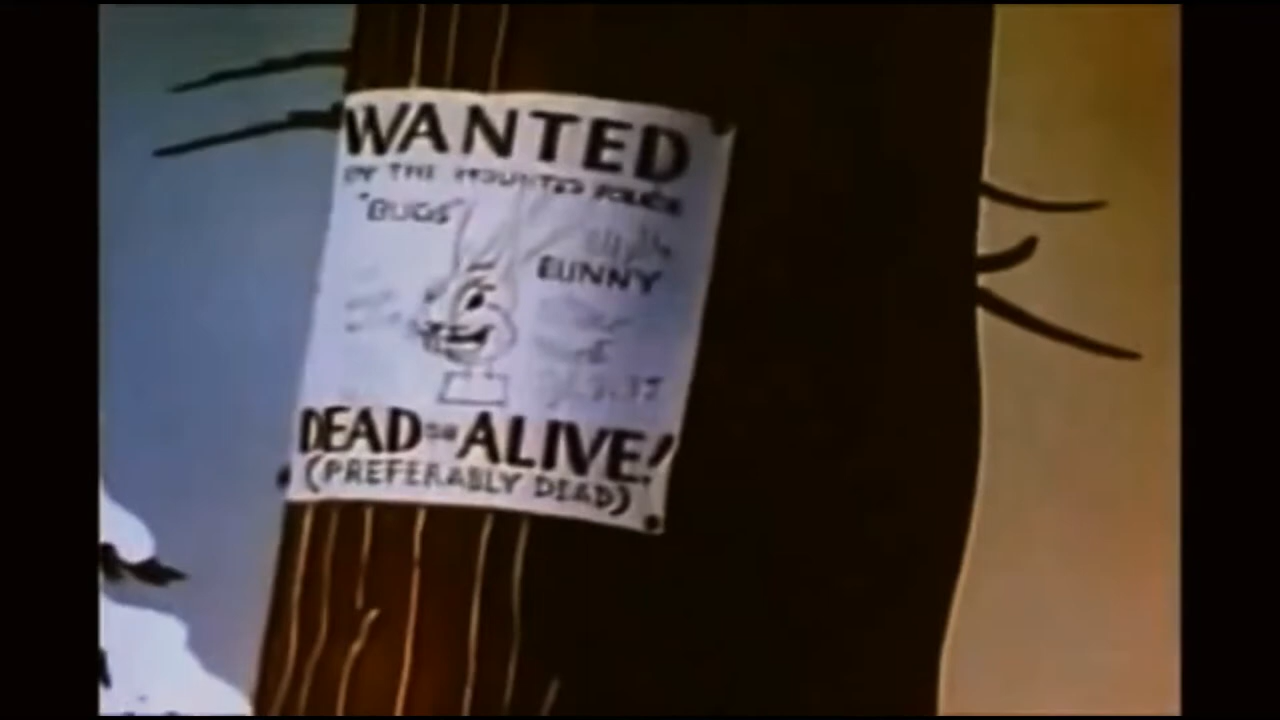 WANTED
BY THE MOUNTED POLICE
"BUGS"
BUNNY
DEAD OR ALIVE!
(PREFERABLY DEAD)